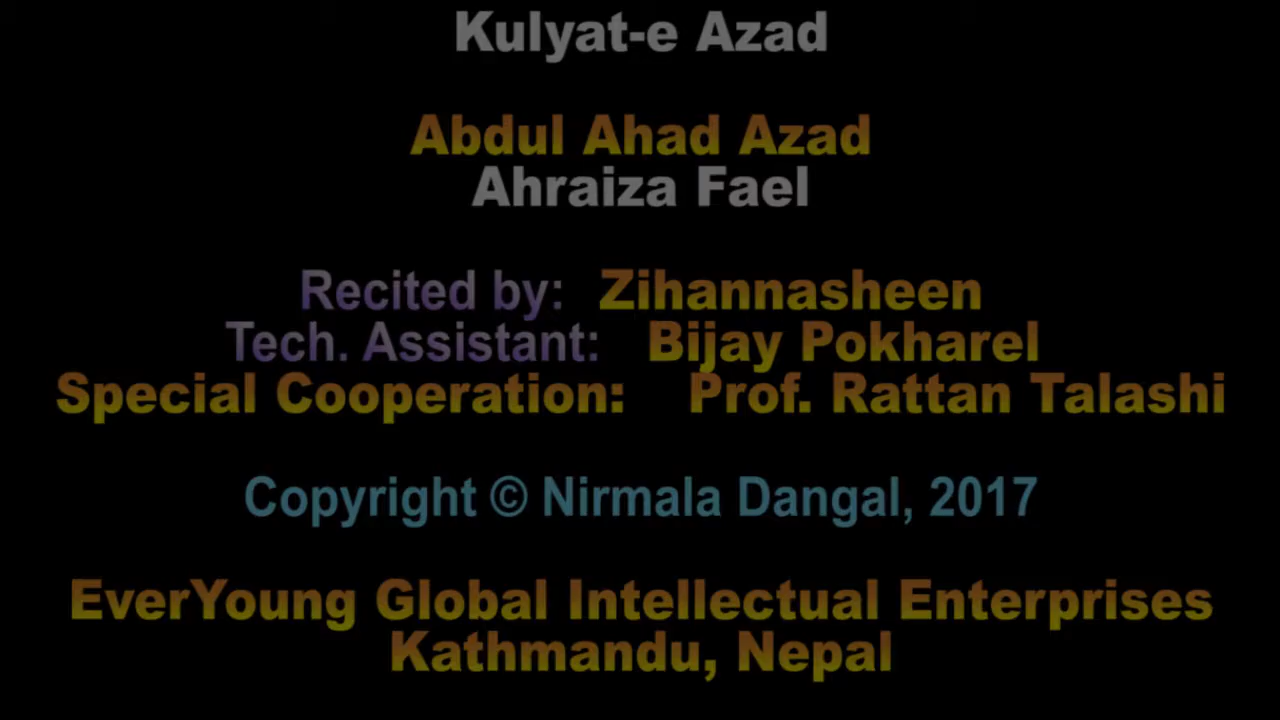 Kulyat-e Azad
Abdul Ahad Azad
Ahraiza Fael
Recited by: Zihannasheen
Tech. Assistant: Bijay Pokharel
Special Cooperation: Prof. Rattan Talashi
Copyright © Nirmala Dangal, 2017
EverYoung Global Intellectual Enterprises
Kathmandu, Nepal